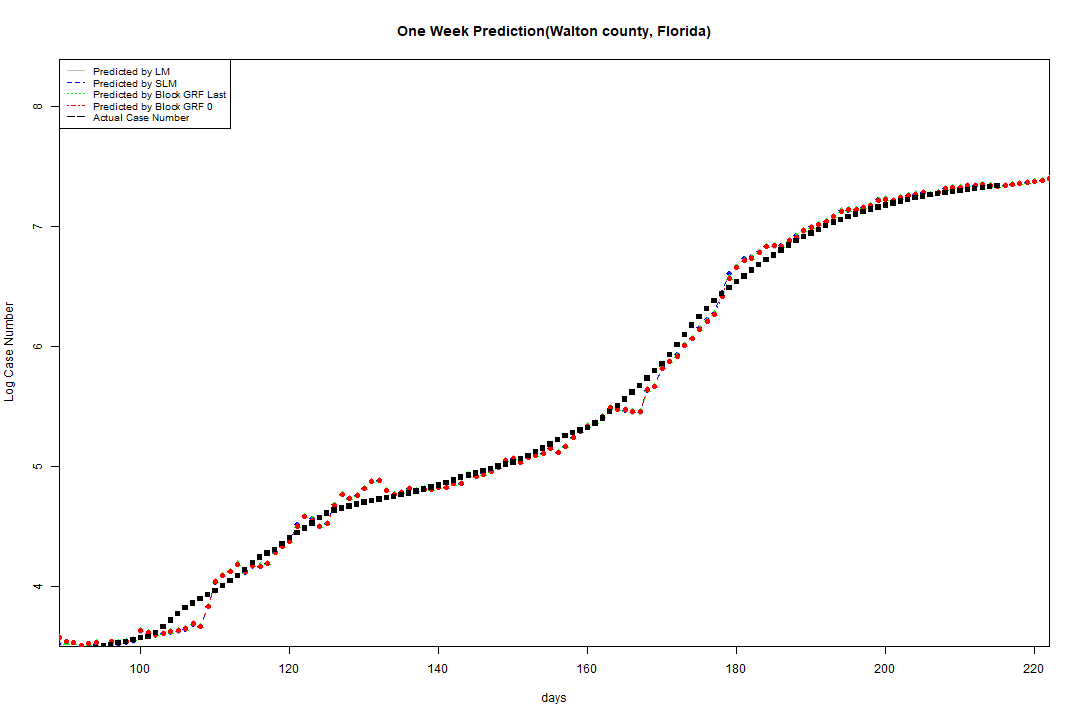 One Week Prediction(Walton county, Florida)
Predicted by LM
Predicted by SLM
Predicted by Block GRF Last
Predicted by Block GRF 0
Actual Case Number
8
7
6
5
4
Log Case Number
100 120 140 160 180 200 220
days